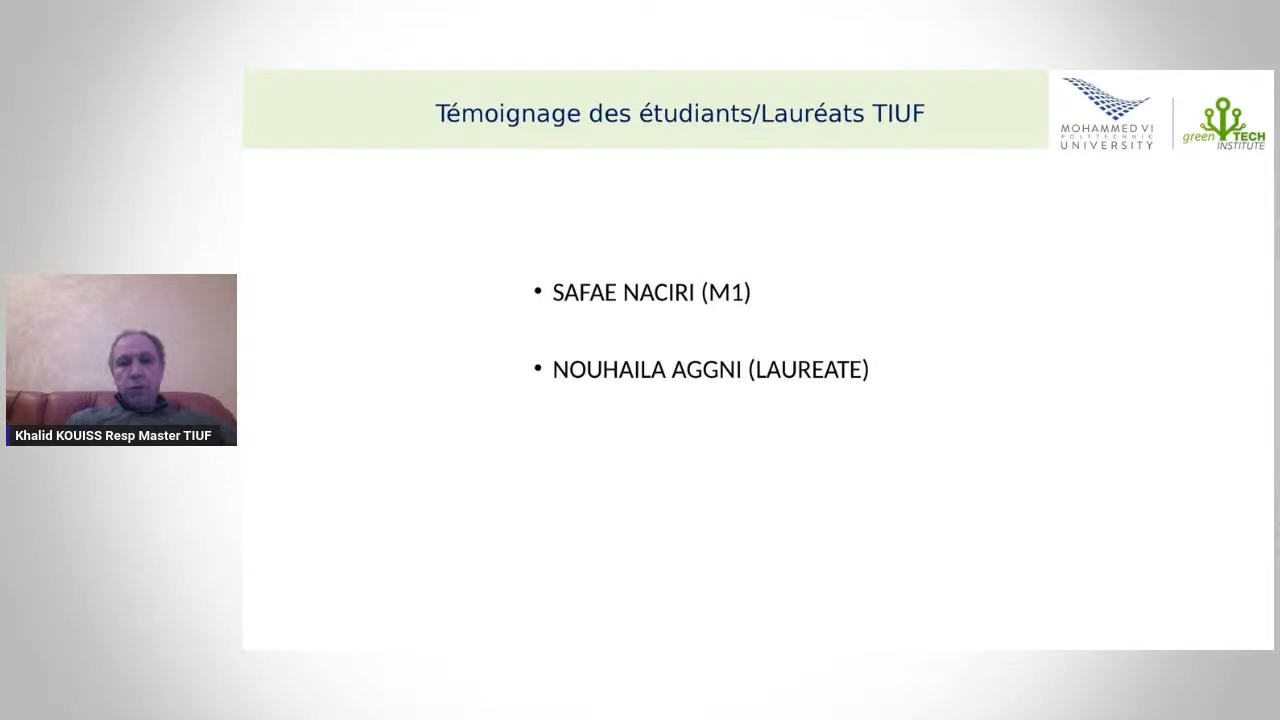 Témoignage des étudiants/Lauréats TIUF
MOHAMMED VI
POLYTECHNIC
UNIVERSITY
green TECH
INSTITUTE
• SAFAE NACIRI (M1)
• NOUHAILA AGGNI (LAUREATE)
Khalid KOUISS Resp Master TIUF